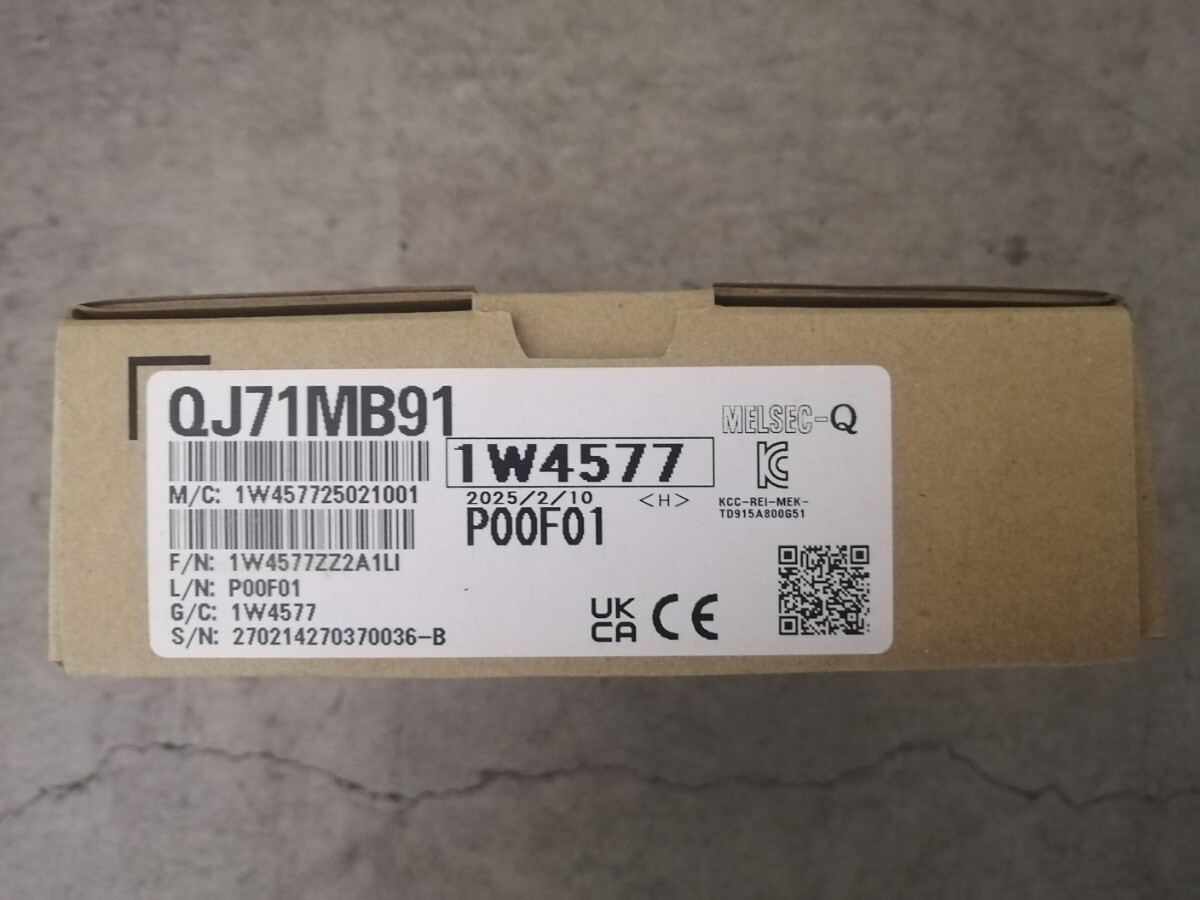 QJ71MB91
MELSEC-Q
1W4577
M/C: 1W457725021001
2025/2/10 <H>
KCC-REI-MEK-
TD915A800G51
P00F01
F/N: 1W4577ZZ2A1LI
L/N: P00F01
G/C: 1W4577
S/N: 270214270370036-B
UK
CA
CE